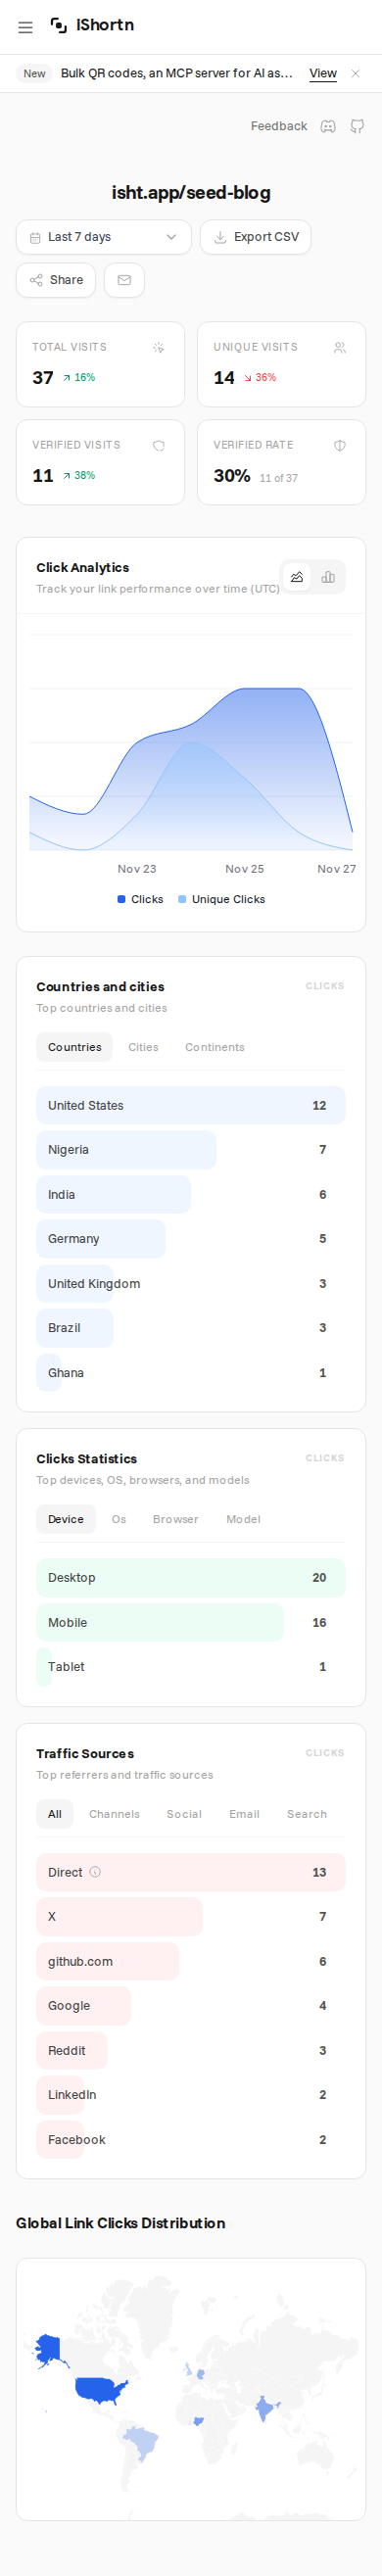 iShortn
New Bulk QR codes, an MCP server for AI as... View
Feedback
isht.app/seed-blog
Last 7 days
Export CSV
Share
TOTAL VISITS
37 16%
UNIQUE VISITS
14 36%
VERIFIED VISITS
11 38%
VERIFIED RATE
30% 11 of 37
Click Analytics
Track your link performance over time (UTC)
Nov 23 Nov 25 Nov 27
Clicks Unique Clicks
Countries and cities CLICKS
Top countries and cities
Countries Cities Continents
United States 12
Nigeria 7
India 6
Germany 5
United Kingdom 3
Brazil 3
Ghana 1
Clicks Statistics CLICKS
Top devices, OS, browsers, and models
Device Os Browser Model
Desktop 20
Mobile 16
Tablet 1
Traffic Sources CLICKS
Top referrers and traffic sources
All Channels Social Email Search
Direct 13
X 7
github.com 6
Google 4
Reddit 3
LinkedIn 2
Facebook 2
Global Link Clicks Distribution